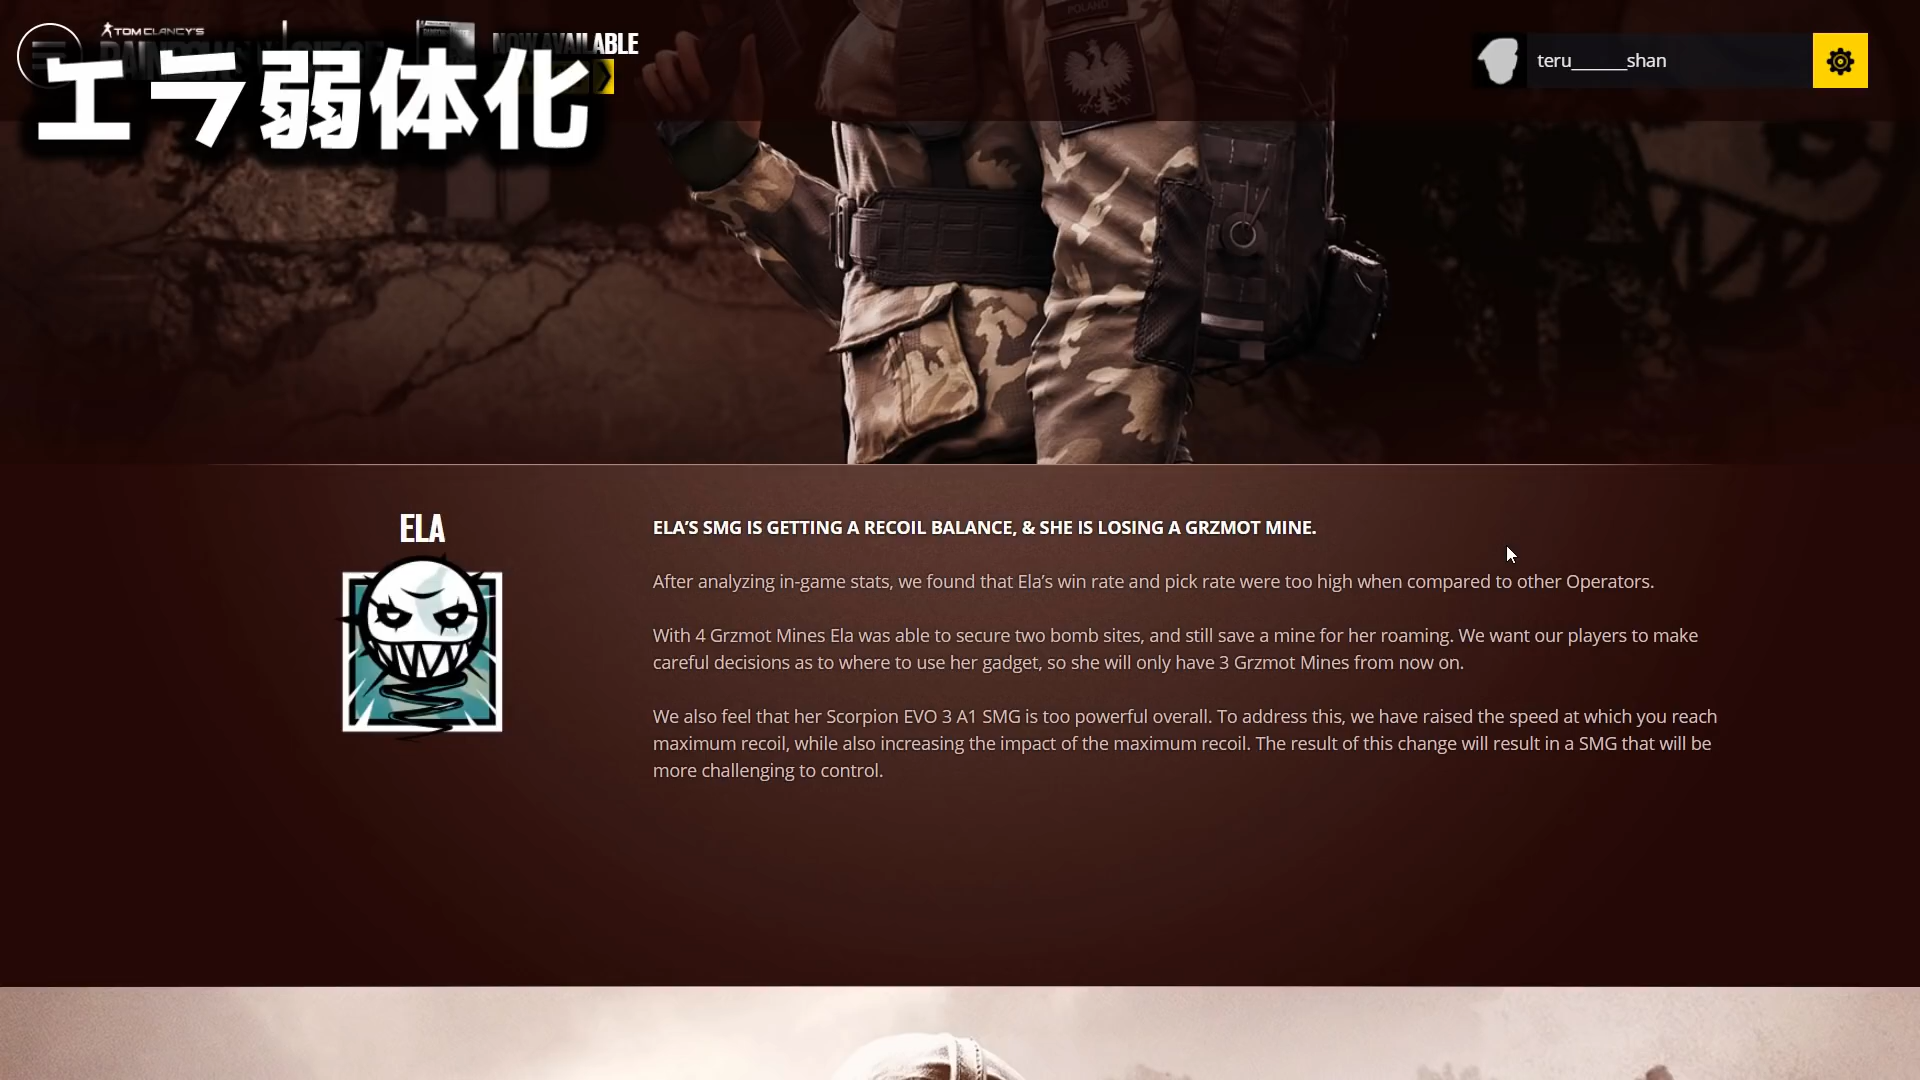 TOM CLANCY'S
NOW AVAILABLE
エラ弱体化
POLAND
teru______shan
ELA
ELA'S SMG IS GETTING A RECOIL BALANCE, & SHE IS LOSING A GRZMOT MINE.
After analyzing in-game stats, we found that Ela's win rate and pick rate were too high when compared to other Operators.
With 4 Grzmot Mines Ela was able to secure two bomb sites, and still save a mine for her roaming. We want our players to make
careful decisions as to where to use her gadget, so she will only have 3 Grzmot Mines from now on.
We also feel that her Scorpion EVO 3 A1 SMG is too powerful overall. To address this, we have raised the speed at which you reach
maximum recoil, while also increasing the impact of the maximum recoil. The result of this change will result in a SMG that will be
more challenging to control.